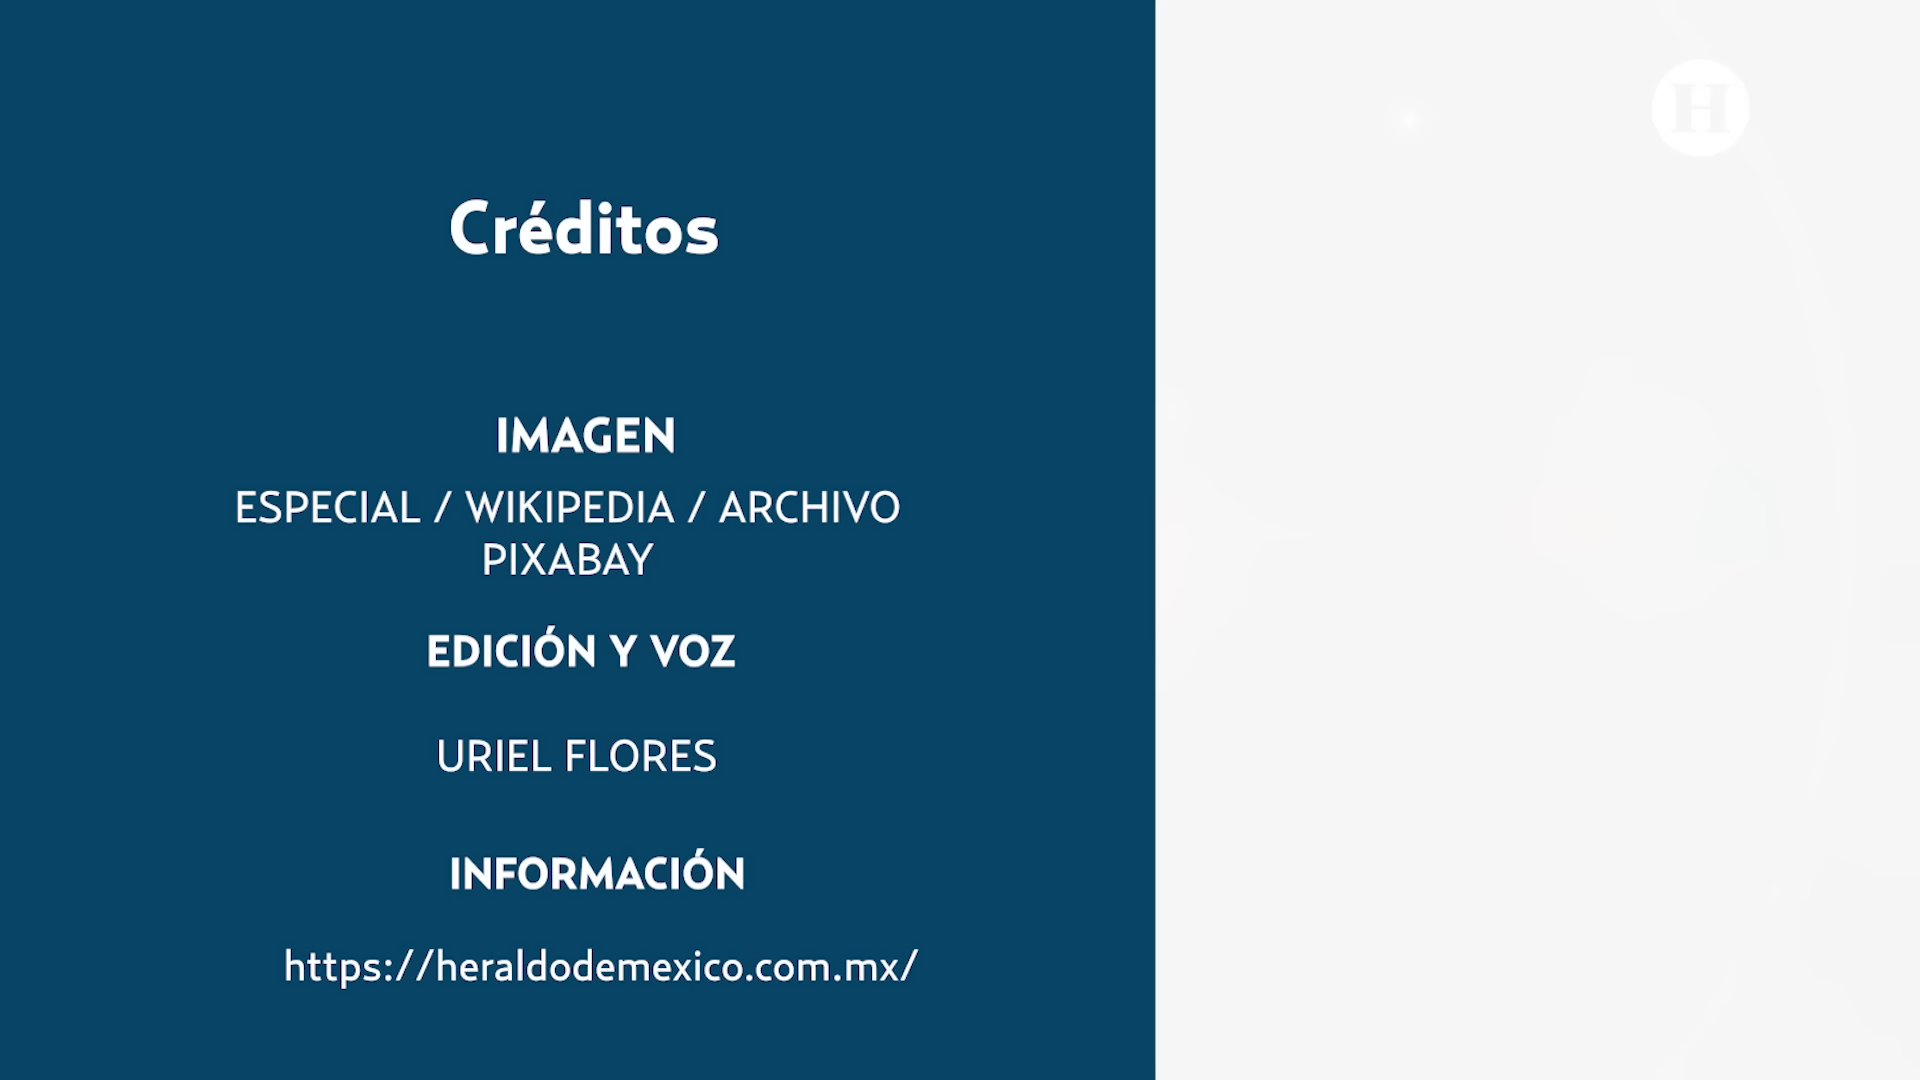 H
Créditos
IMAGEN
ESPECIAL / WIKIPEDIA / ARCHIVO
PIXABAY
EDICIÓN Y VOZ
URIEL FLORES
INFORMACIÓN
https://heraldodemexico.com.mx/